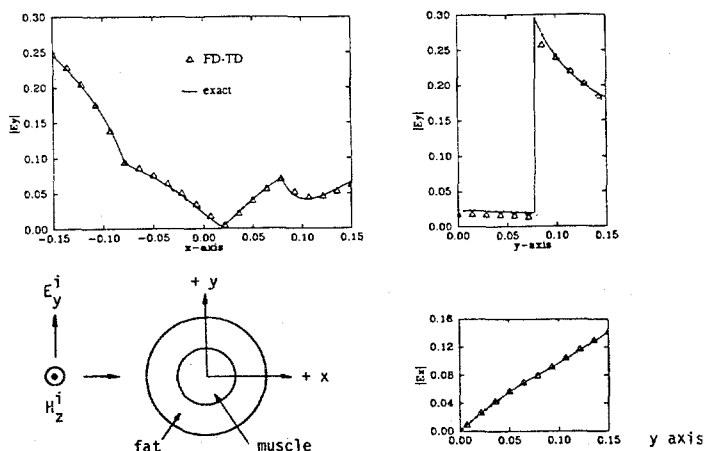 0.30
0.25
0.20
0.15
0.10
0.05
0.00
|Ey|
△ FD-TD
— exact
-0.15 -0.10 -0.05 0.00 0.05 0.10 0.15
x-axis
0.30
0.25
0.20
0.15
0.10
0.05
0.00
|Ey|
0.00 0.05 0.10 0.15
y-axis
E_y^i
H_z^i
+ y
+ x
fat
muscle
0.16
0.12
0.08
0.04
0.00
|Ex|
0.00 0.05 0.10 0.15
y axis